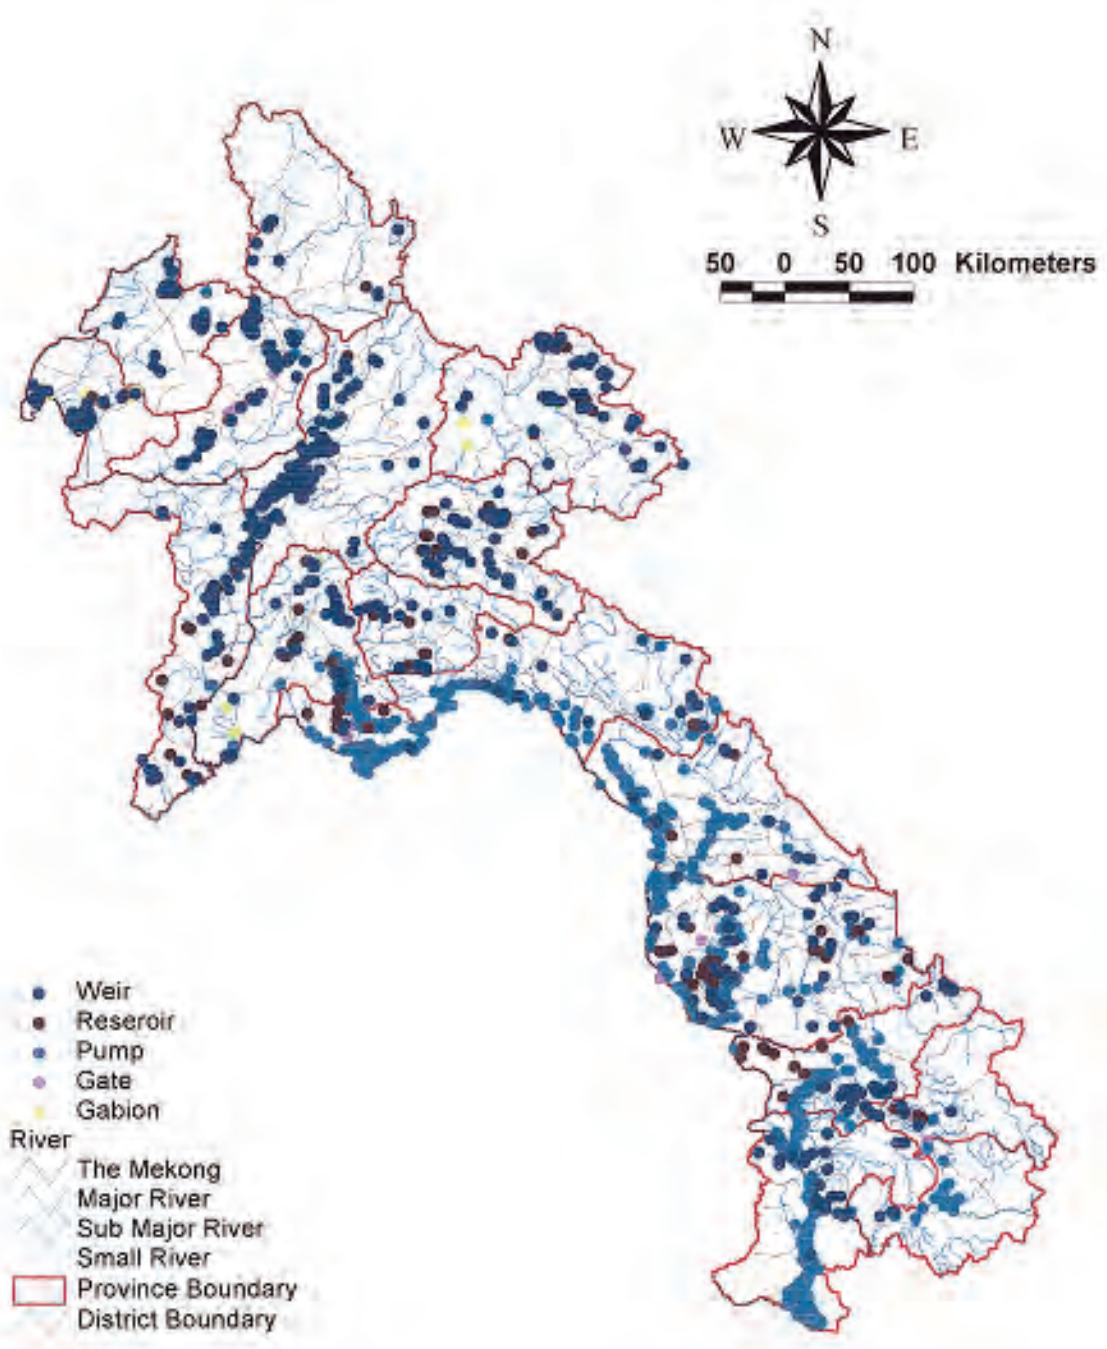 N
W E
S
50 0 50 100 Kilometers
Weir
Reseroir
Pump
Gate
Gabion
River
The Mekong
Major River
Sub Major River
Small River
Province Boundary
District Boundary